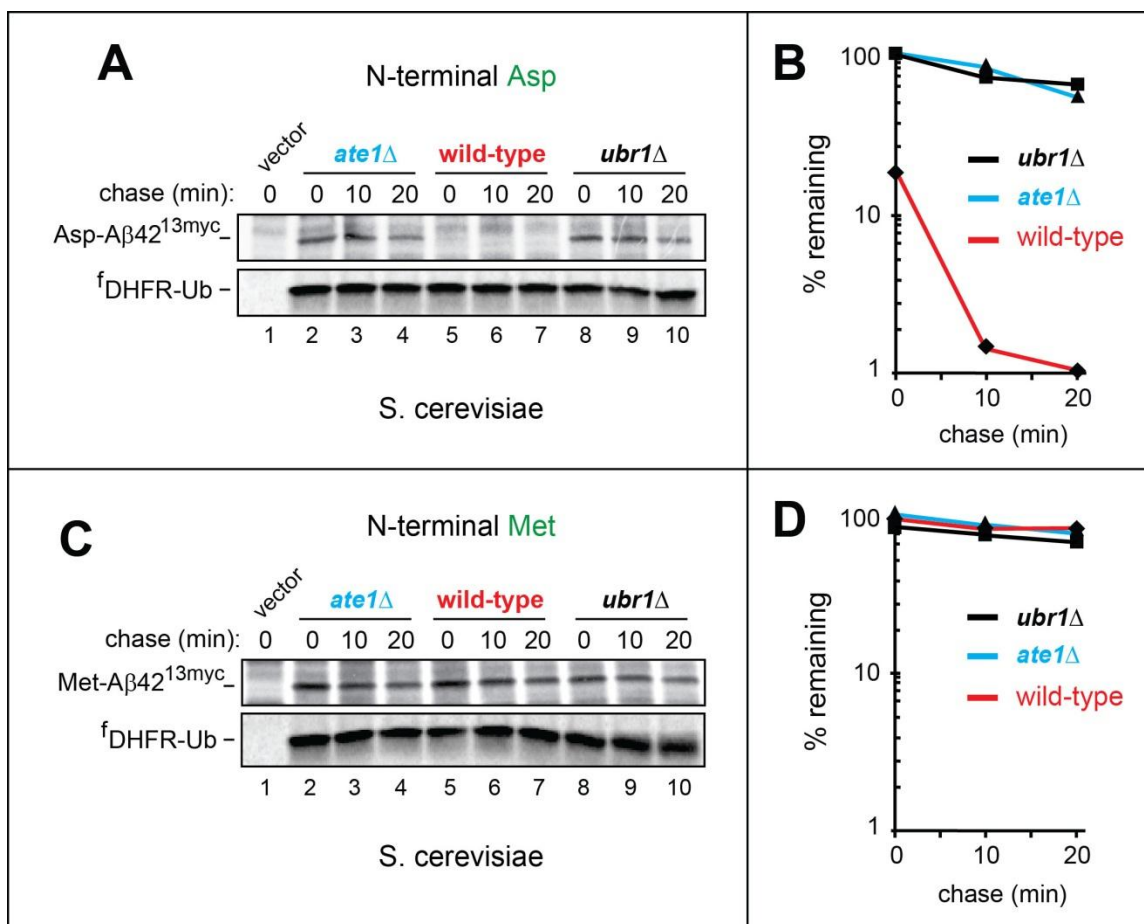 A
N-terminal Asp
vector
ate1Δ wild-type ubr1Δ
chase (min): 0 0 10 20 0 10 20 0 10 20
Asp-Aβ42¹³ᵐʸᶜ –
ᶠDHFR-Ub –
1 2 3 4 5 6 7 8 9 10
S. cerevisiae
B
100
10
1
% remaining
ubr1Δ
ate1Δ
wild-type
0 10 20
chase (min)
C
N-terminal Met
vector
ate1Δ wild-type ubr1Δ
chase (min): 0 0 10 20 0 10 20 0 10 20
Met-Aβ42¹³ᵐʸᶜ –
ᶠDHFR-Ub –
1 2 3 4 5 6 7 8 9 10
S. cerevisiae
D
100
10
1
% remaining
ubr1Δ
ate1Δ
wild-type
0 10 20
chase (min)